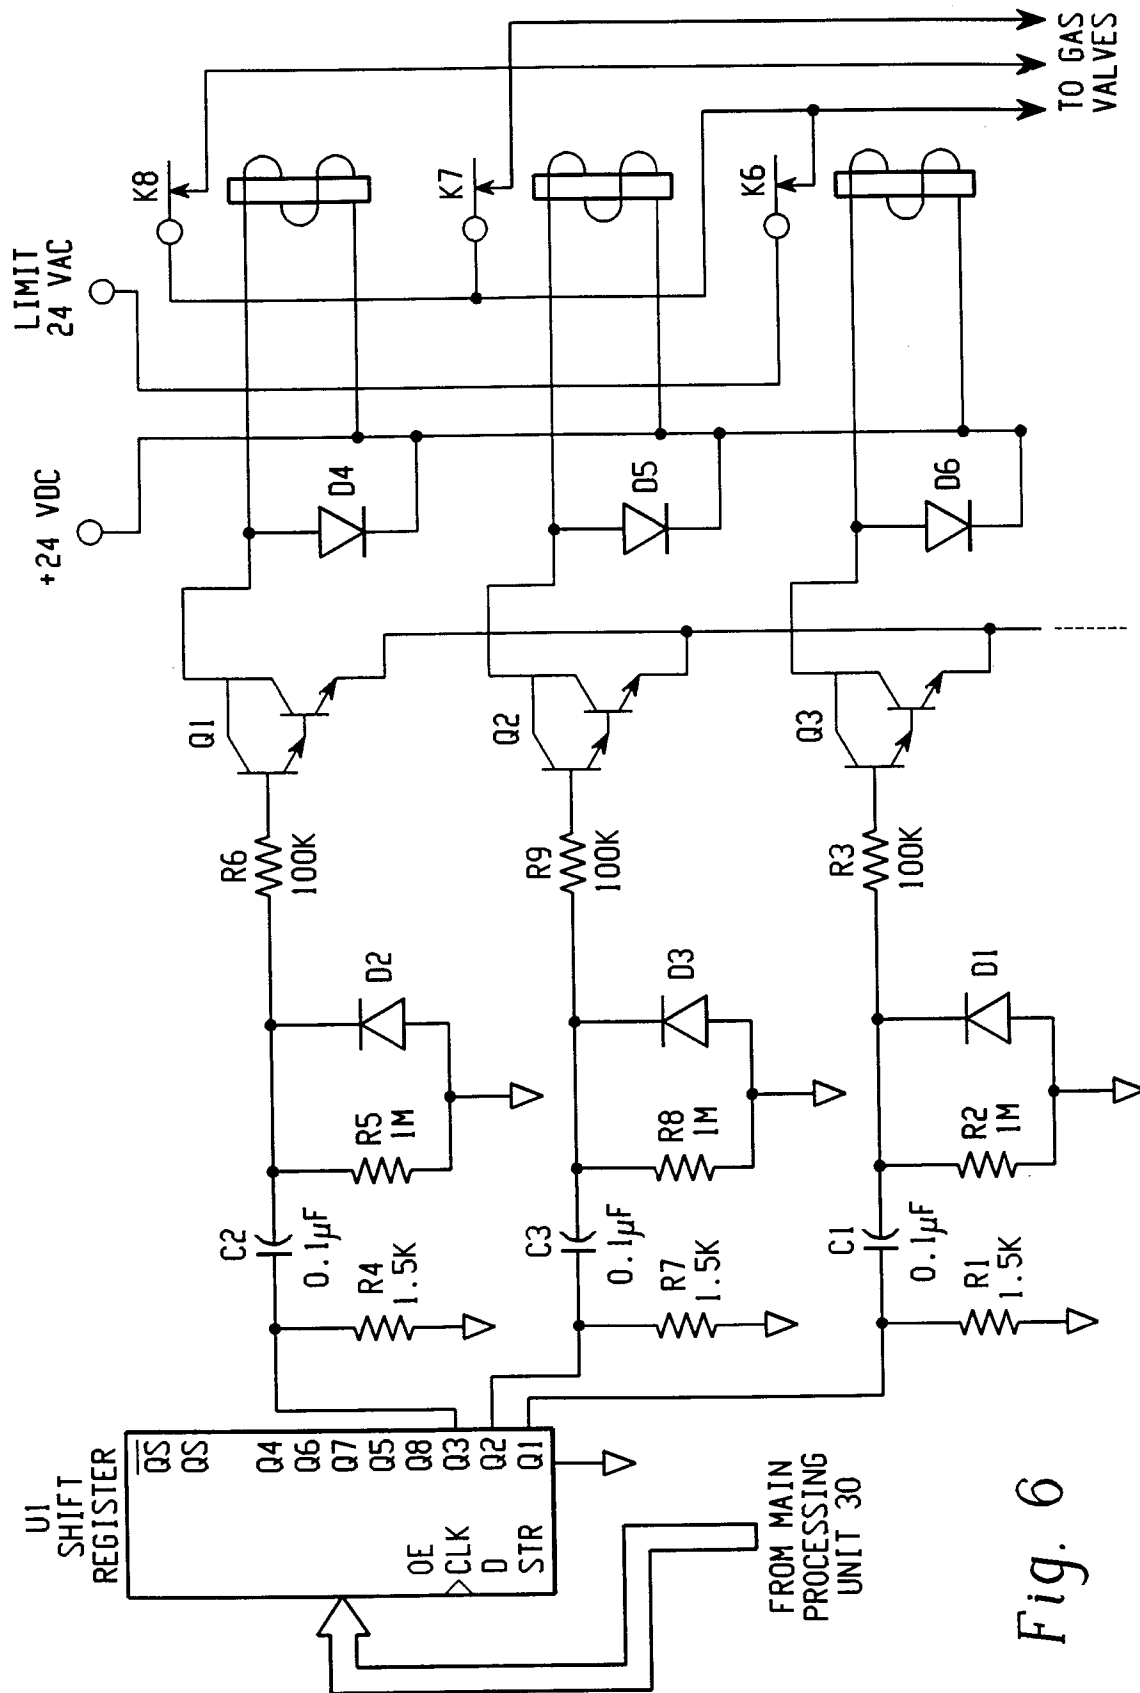 U1
SHIFT
REGISTER
QS
QS
Q4
Q6
Q7
Q5
Q8
Q3
Q2
Q1
OE
CLK
D
STR
FROM MAIN
PROCESSING
UNIT 30
C2
0.1µF
R4
1.5K
R5
1M
D2
R6
100K
Q1
D4
+24 VDC
LIMIT
24 VAC
K8
C3
0.1µF
R7
1.5K
R8
1M
D3
R9
100K
Q2
D5
K7
C1
0.1µF
R1
1.5K
R2
1M
D1
R3
100K
Q3
D6
K6
TO GAS
VALVES
Fig. 6